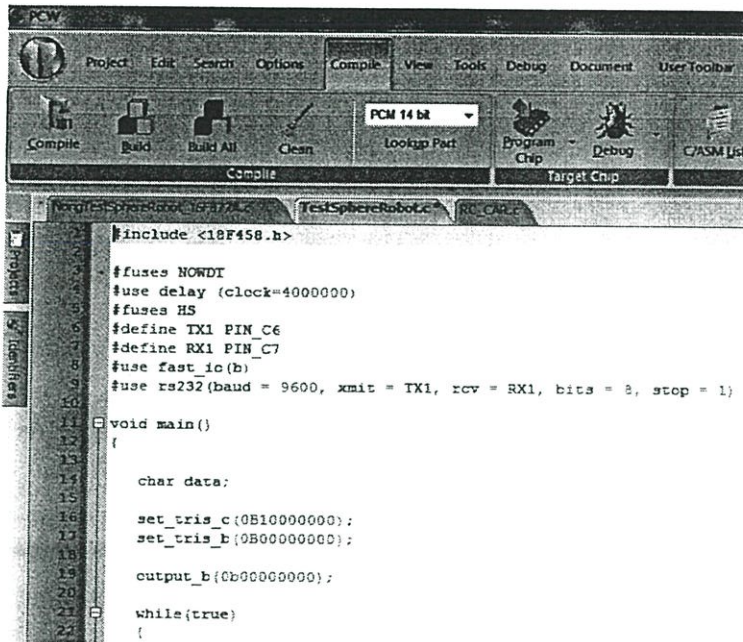 PCW
Project Edit Search Options Compile View Tools Debug Document User Toolbar
Compile Build Build All Clean PCM 14 bit Lookup Part Program Chip Debug C/ASM List
Compile Target Chip
TestSphereRobot.c* RC_CAR.c
Projects
Identifiers
1 #include <18F458.h>
2
3 #fuses NOWDT
4 #use delay (clock=4000000)
5 #fuses HS
6 #define TX1 PIN_C6
7 #define RX1 PIN_C7
8 #use fast_io(b)
9 #use rs232(baud = 9600, xmit = TX1, rcv = RX1, bits = 8, stop = 1)
10
11 void main()
12 {
13
14 char data;
15
16 set_tris_c(0B10000000);
17 set_tris_b(0B00000000);
18
19 output_b(0b00000000);
20
21 while(true)
22 {